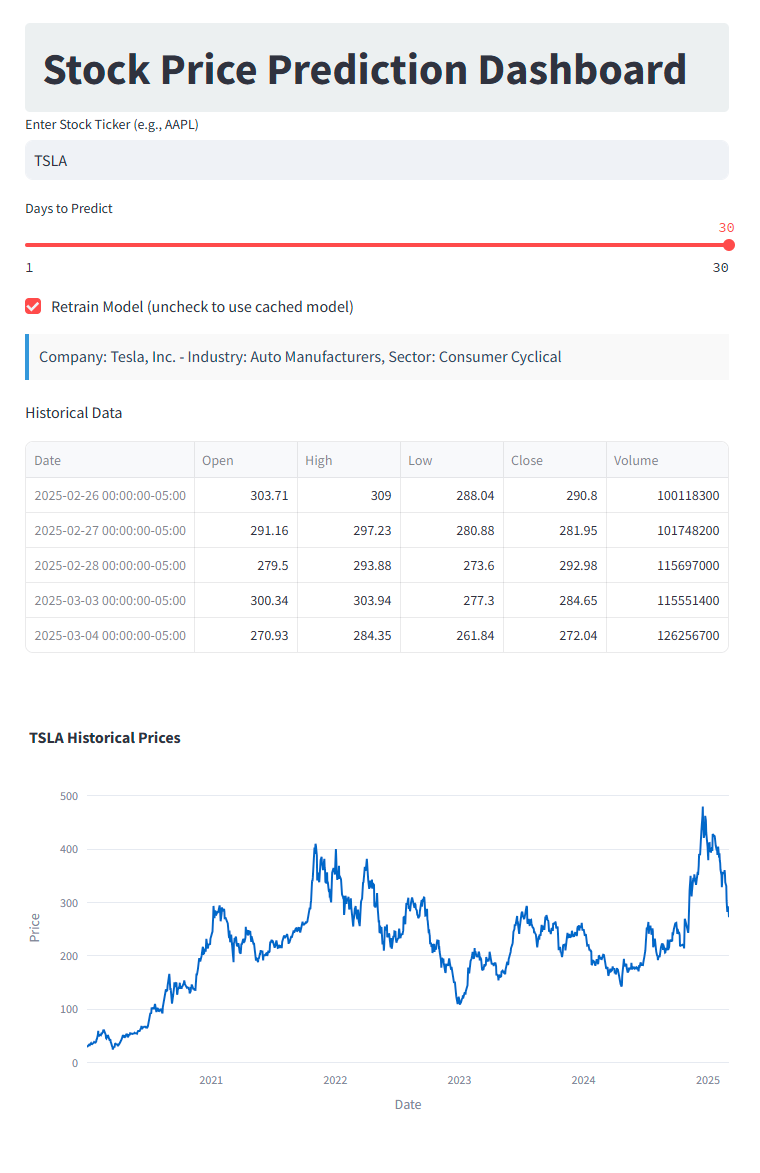 Stock Price Prediction Dashboard
Enter Stock Ticker (e.g., AAPL)
TSLA
Days to Predict
30
1 30
Retrain Model (uncheck to use cached model)
Company: Tesla, Inc. - Industry: Auto Manufacturers, Sector: Consumer Cyclical
Historical Data
Date Open High Low Close Volume
2025-02-26 00:00:00-05:00 303.71 309 288.04 290.8 100118300
2025-02-27 00:00:00-05:00 291.16 297.23 280.88 281.95 101748200
2025-02-28 00:00:00-05:00 279.5 293.88 273.6 292.98 115697000
2025-03-03 00:00:00-05:00 300.34 303.94 277.3 284.65 115551400
2025-03-04 00:00:00-05:00 270.93 284.35 261.84 272.04 126256700
TSLA Historical Prices
500
400
300
200
100
0
Price
2021 2022 2023 2024 2025
Date